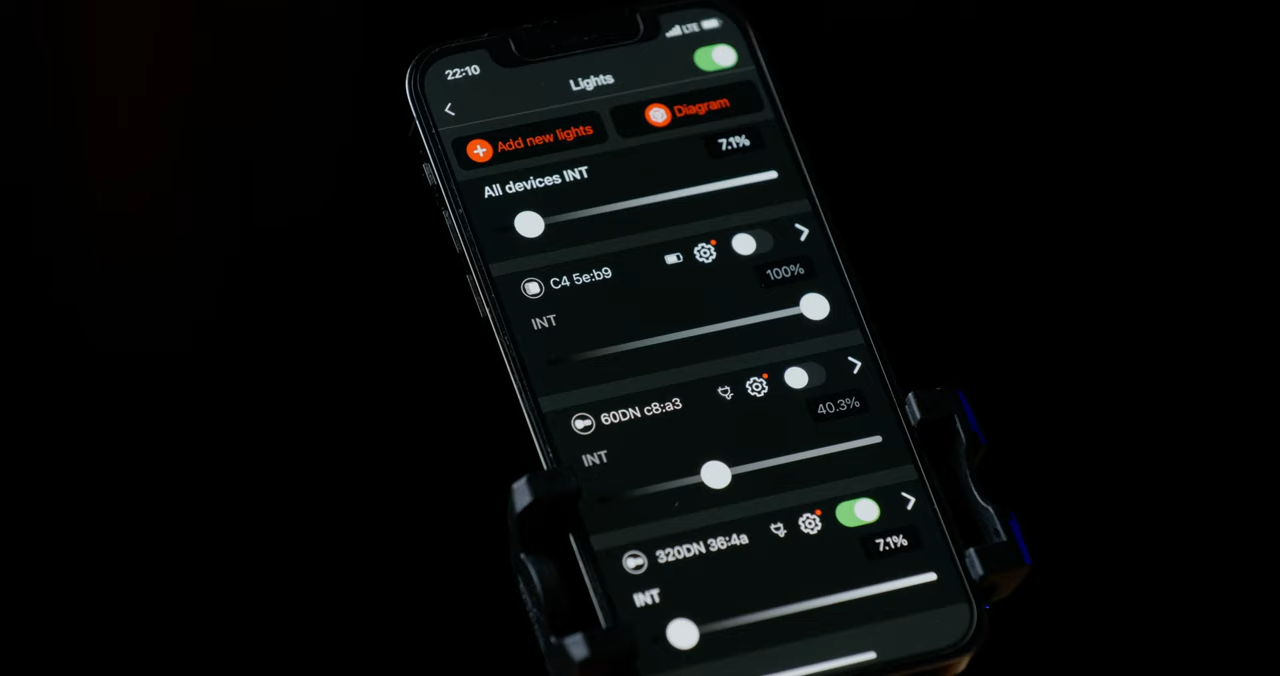 22:10 LTE
Lights
Add new lights Diagram
7.1%
All devices INT
C4 5e:b9
100%
INT
60DN c8:a3
40.3%
INT
320DN 36:4a
7.1%
INT